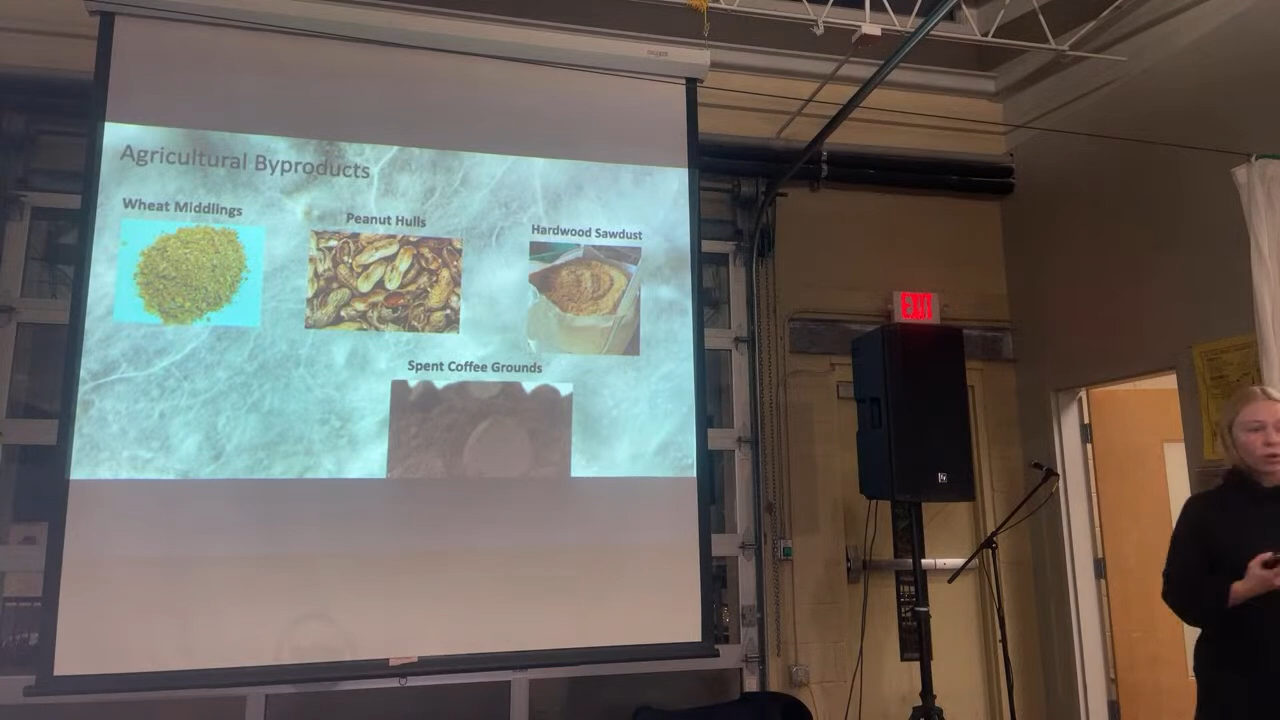 Agricultural Byproducts
Wheat Middlings
Peanut Hulls
Hardwood Sawdust
Spent Coffee Grounds
EXIT